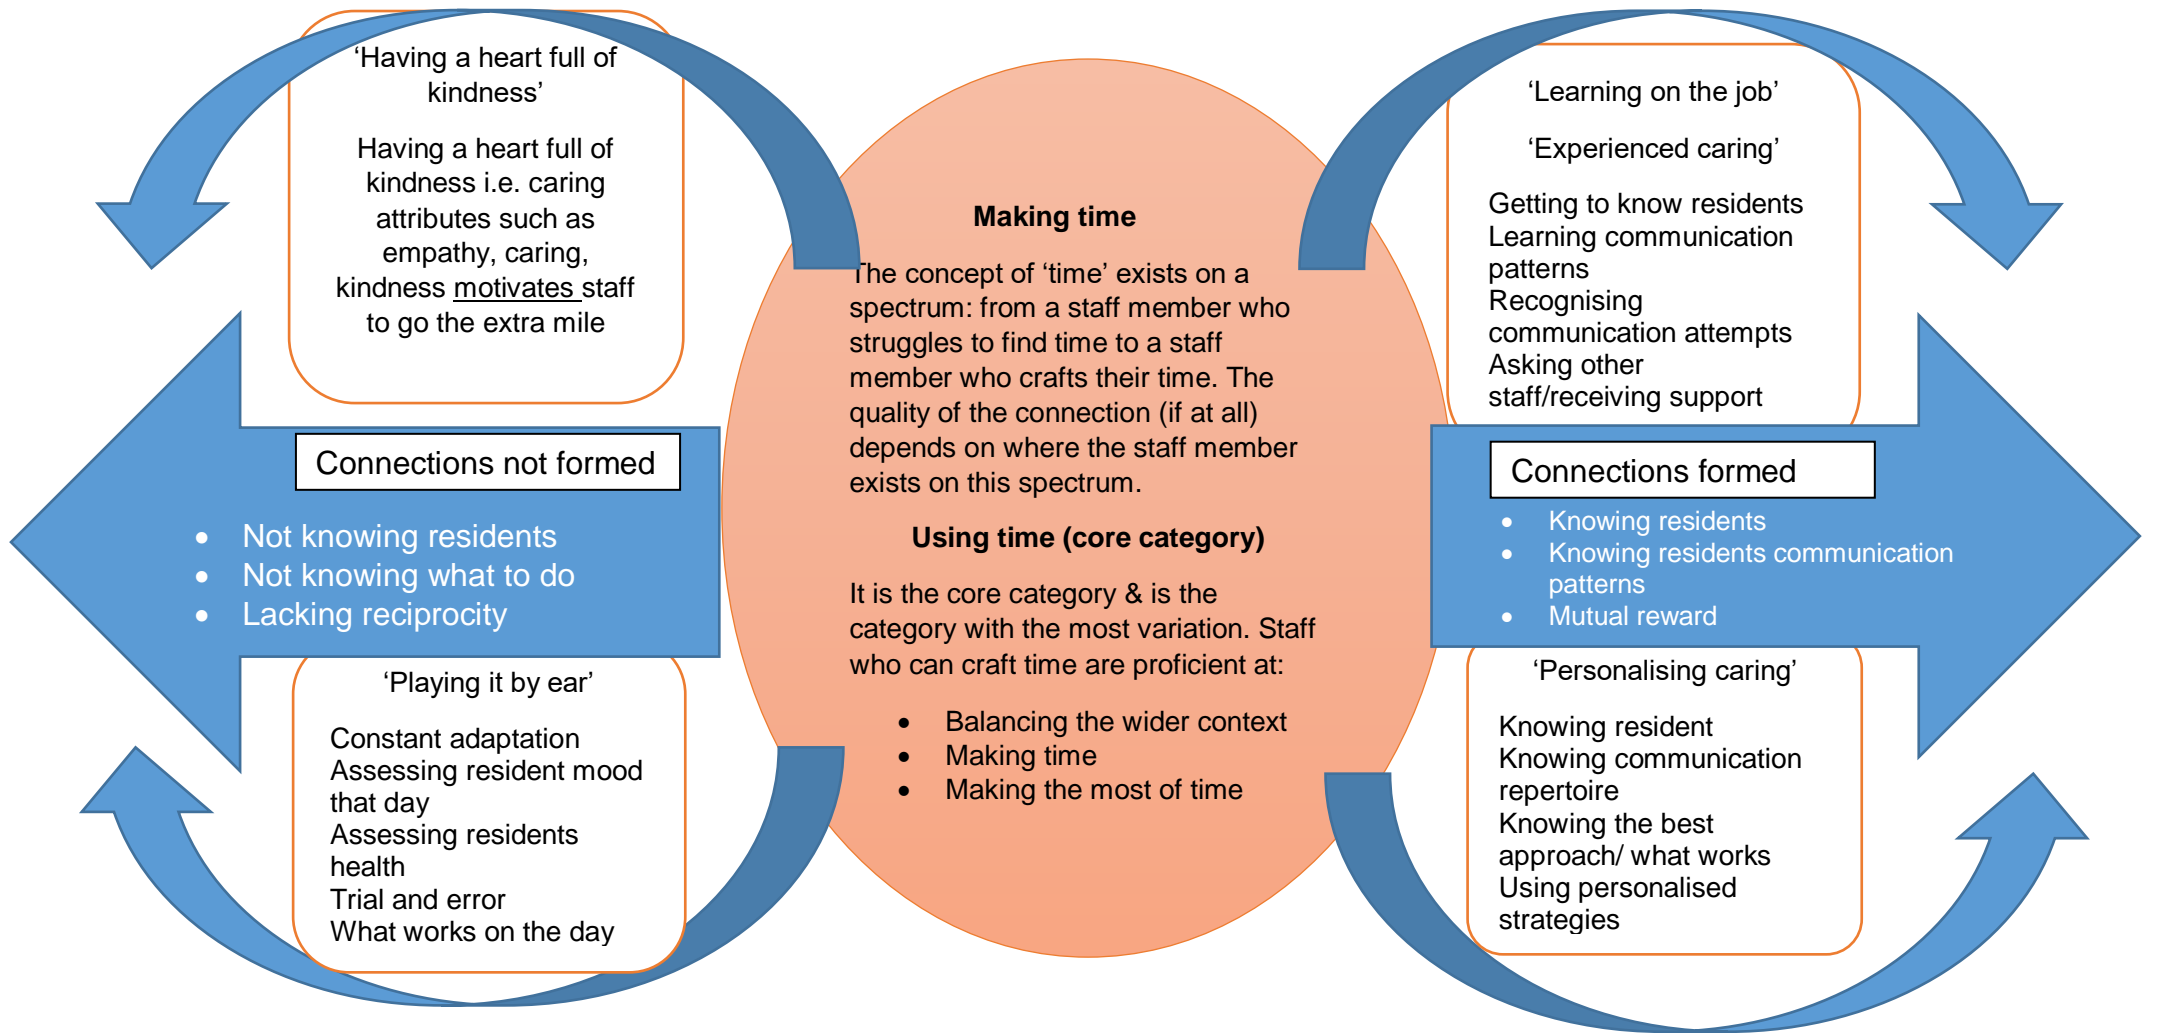 ‘Having a heart full of
kindness’
Having a heart full of
kindness i.e. caring
attributes such as
empathy, caring,
kindness motivates staff
to go the extra mile
Connections not formed
• Not knowing residents
• Not knowing what to do
• Lacking reciprocity
‘Playing it by ear’
Constant adaptation
Assessing resident mood
that day
Assessing residents
health
Trial and error
What works on the day
Making time
The concept of ‘time’ exists on a
spectrum: from a staff member who
struggles to find time to a staff
member who crafts their time. The
quality of the connection (if at all)
depends on where the staff member
exists on this spectrum.
Using time (core category)
It is the core category & is the
category with the most variation. Staff
who can craft time are proficient at:
• Balancing the wider context
• Making time
• Making the most of time
‘Learning on the job’
‘Experienced caring’
Getting to know residents
Learning communication
patterns
Recognising
communication attempts
Asking other
staff/receiving support
Connections formed
• Knowing residents
• Knowing residents communication
patterns
• Mutual reward
‘Personalising caring’
Knowing resident
Knowing communication
repertoire
Knowing the best
approach/ what works
Using personalised
strategies